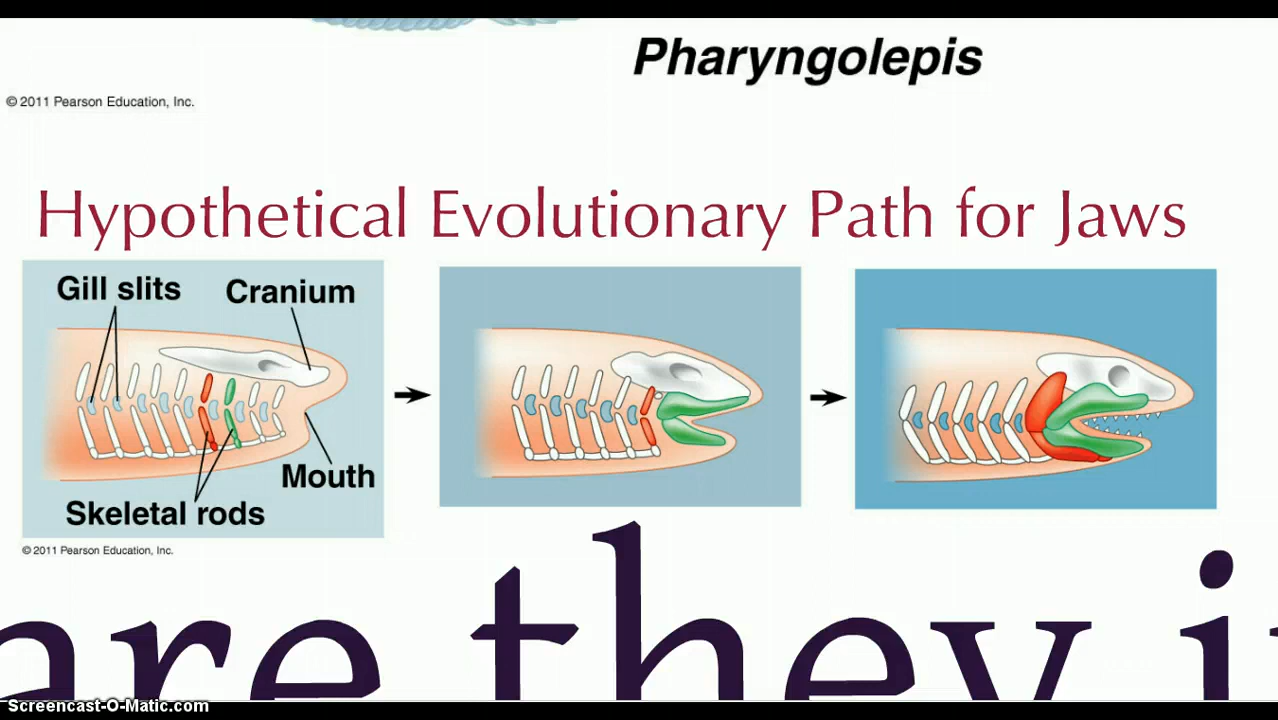 Pharyngolepis
© 2011 Pearson Education, Inc.
Hypothetical Evolutionary Path for Jaws
Gill slits
Cranium
Mouth
Skeletal rods
© 2011 Pearson Education, Inc.
are they i
Screencast-O-Matic.com